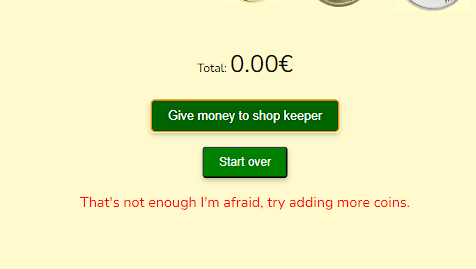 Total: 0.00€
Give money to shop keeper
Start over
That's not enough I'm afraid, try adding more coins.